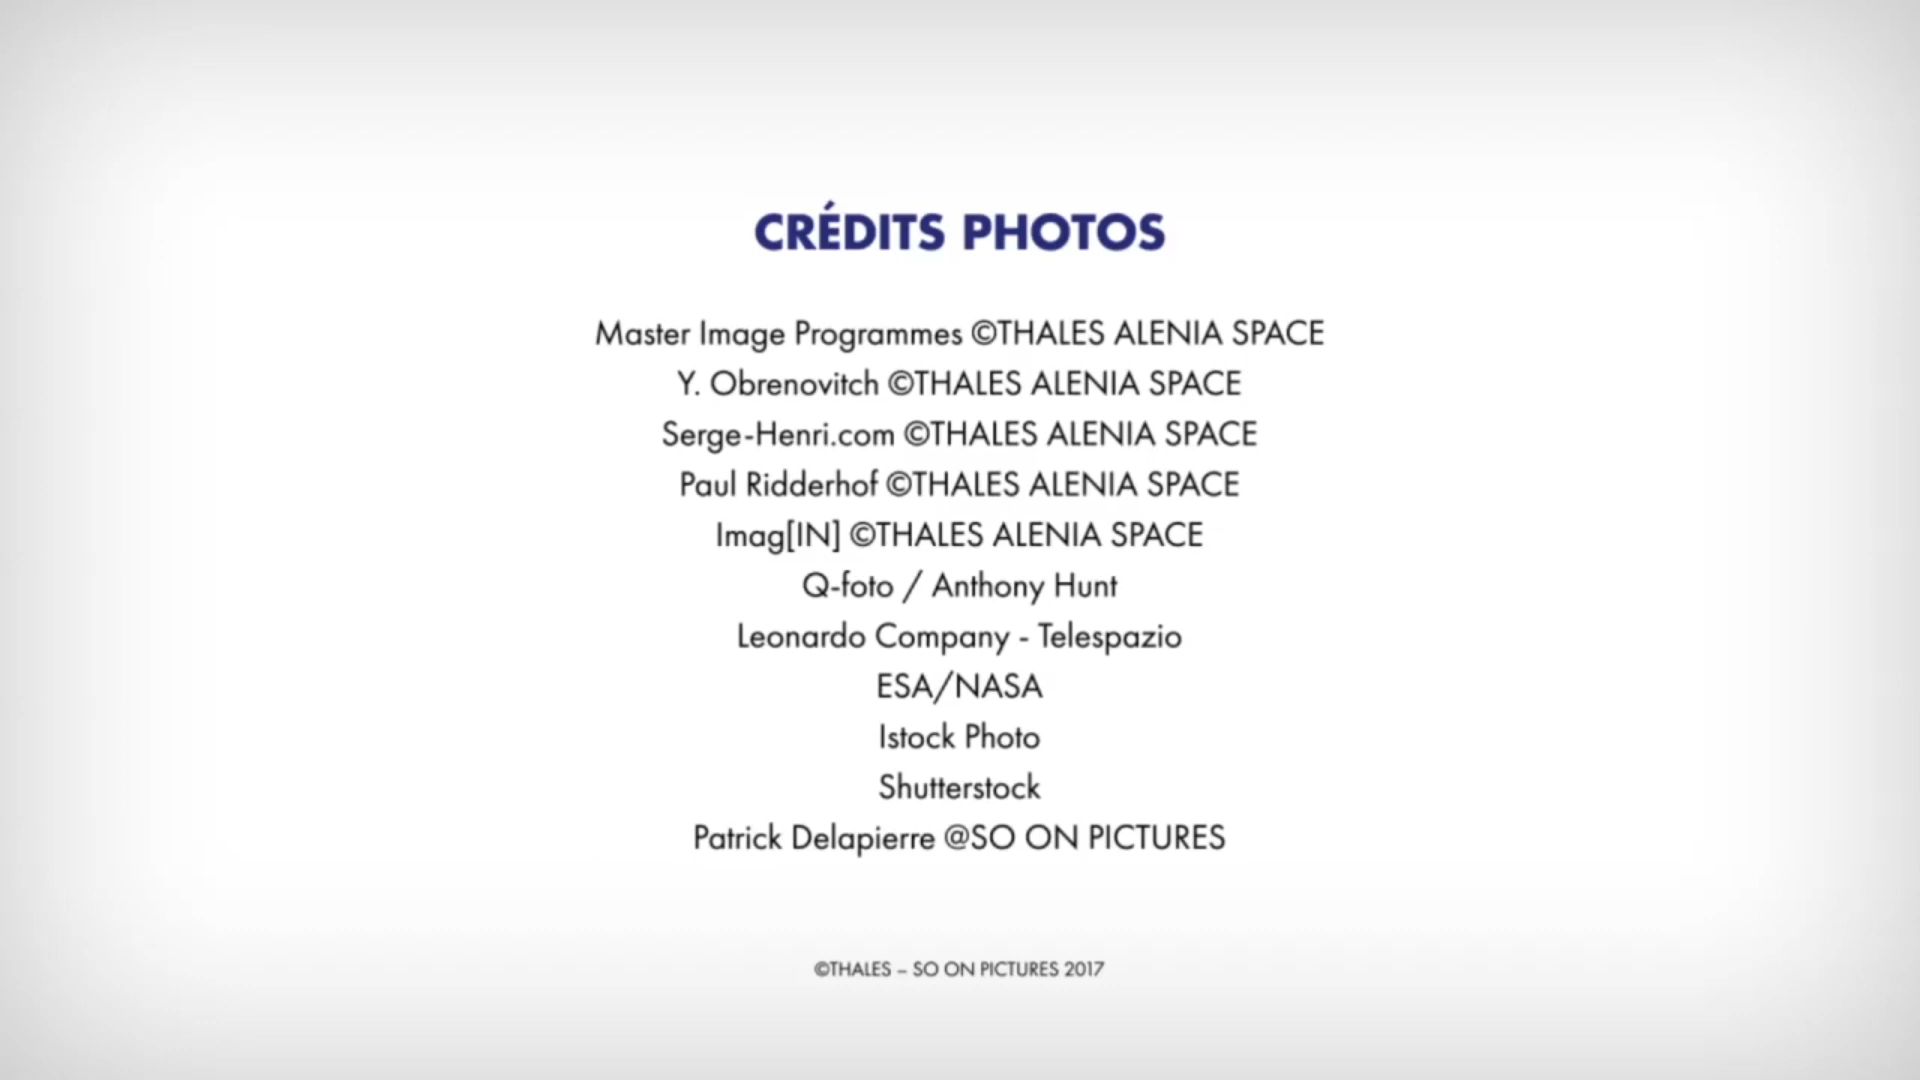 CRÉDITS PHOTOS
Master Image Programmes ©THALES ALENIA SPACE
Y. Obrenovitch ©THALES ALENIA SPACE
Serge-Henri.com ©THALES ALENIA SPACE
Paul Ridderhof ©THALES ALENIA SPACE
Imag[IN] ©THALES ALENIA SPACE
Q-foto / Anthony Hunt
Leonardo Company - Telespazio
ESA/NASA
Istock Photo
Shutterstock
Patrick Delapierre @SO ON PICTURES
©THALES – SO ON PICTURES 2017